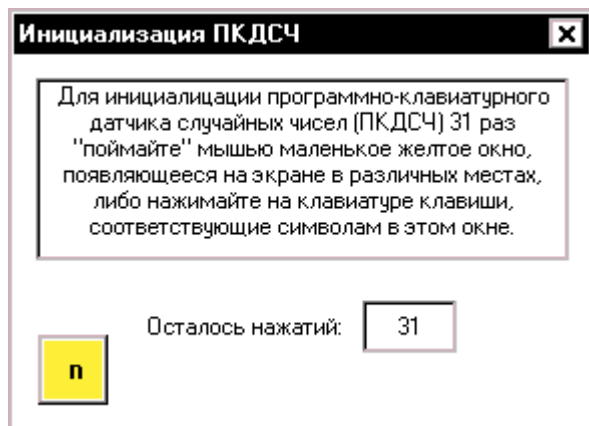 Инициализация ПКДСЧ
Для инициалицации программно-клавиатурного
датчика случайных чисел (ПКДСЧ) 31 раз
"поймайте" мышью маленькое желтое окно,
появляющееся на экране в различных местах,
либо нажимайте на клавиатуре клавиши,
соответствующие символам в этом окне.
Осталось нажатий: 31
n